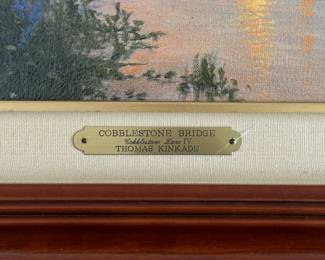 COBBLESTONE BRIDGE
Cobblestone Lane IV
THOMAS KINKADE